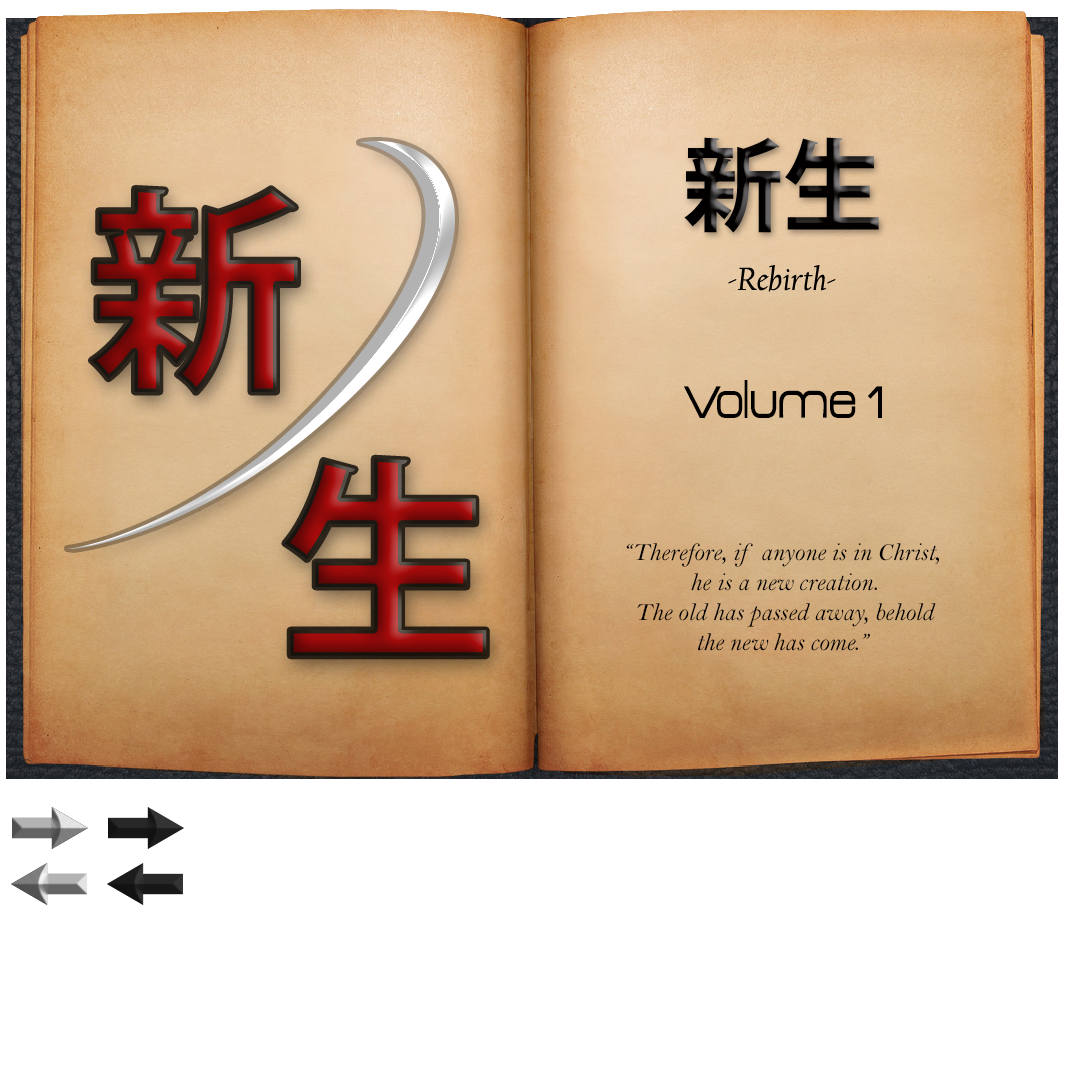 新
生
新生
-Rebirth-
Volume 1
“Therefore, if anyone is in Christ,
he is a new creation.
The old has passed away, behold
the new has come.”